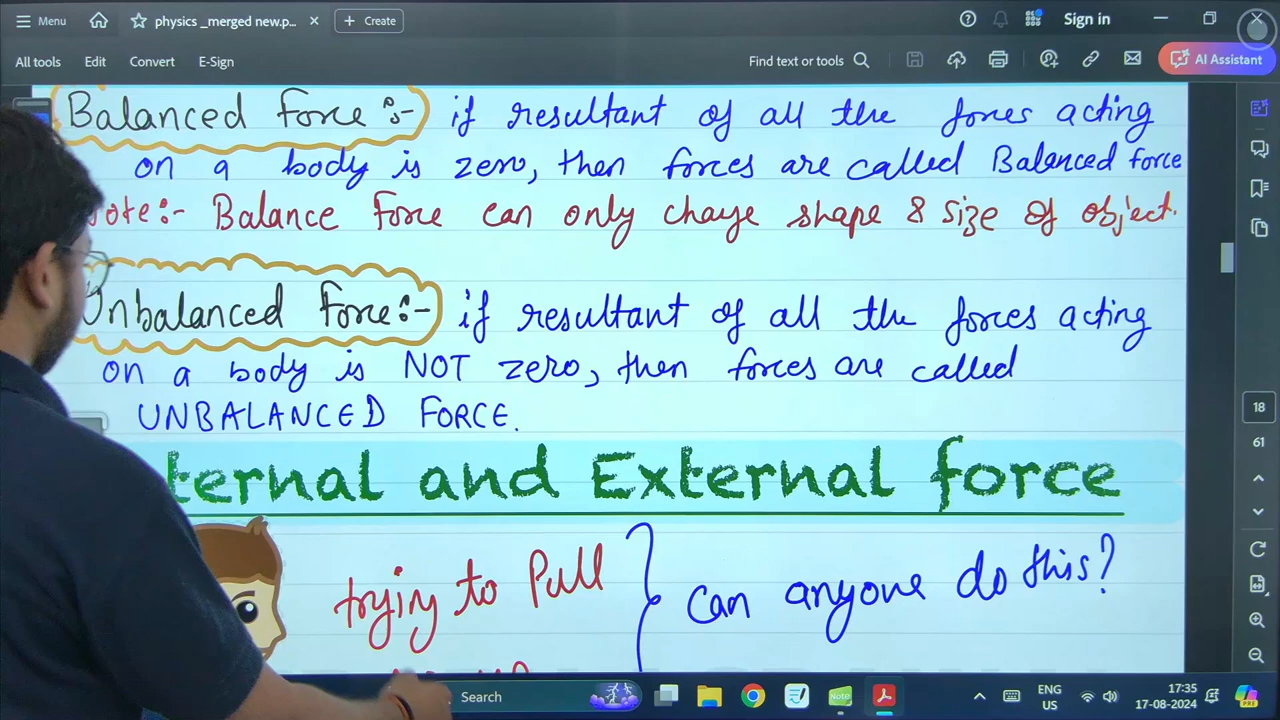 Menu
physics _merged new.p...
Create
Sign in
All tools
Edit
Convert
E-Sign
Find text or tools
AI Assistant
Balanced Force:- if resultant of all the forces acting
on a body is zero, then forces are called Balanced force
ote:- Balance Force can only change shape & size of object.
Unbalanced Force:- if resultant of all the forces acting
on a body is NOT zero, then forces are called
UNBALANCED FORCE.
ternal and External force
trying to Pull
can anyone do this?
18
61
Search
Note
ENG
US
17:35
17-08-2024